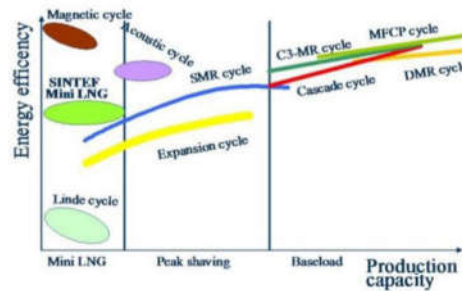 Magnetic cycle
Acoustic cycle
MFCP cycle
C3-MR cycle
SINTEF
Mini LNG
SMR cycle
DMR cycle
Cascade cycle
Expansion cycle
Linde cycle
Energy efficency
Mini LNG
Peak shaving
Baseload
Production
capacity